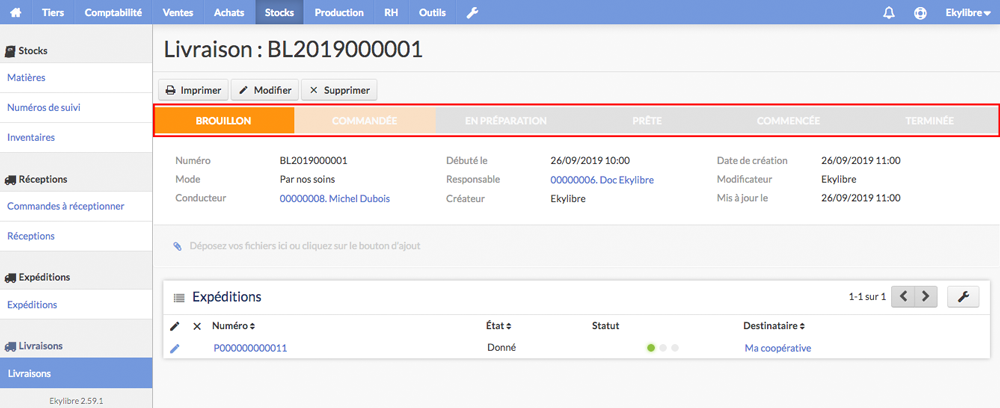 Tiers Comptabilité Ventes Achats Stocks Production RH Outils Ekylibre
Stocks
Matières
Numéros de suivi
Inventaires
Réceptions
Commandes à réceptionner
Réceptions
Expéditions
Expéditions
Livraisons
Livraisons
Ekylibre 2.59.1
Livraison : BL2019000001
Imprimer Modifier Supprimer
BROUILLON COMMANDÉE EN PRÉPARATION PRÊTE COMMENCÉE TERMINÉE
Numéro BL2019000001 Débuté le 26/09/2019 10:00 Date de création 26/09/2019 11:00
Mode Par nos soins Responsable 00000006. Doc Ekylibre Modificateur Ekylibre
Conducteur 00000008. Michel Dubois Créateur Ekylibre Mis à jour le 26/09/2019 11:00
Déposez vos fichiers ici ou cliquez sur le bouton d'ajout
Expéditions 1-1 sur 1
Numéro État Statut Destinataire
P000000000011 Donné Ma coopérative